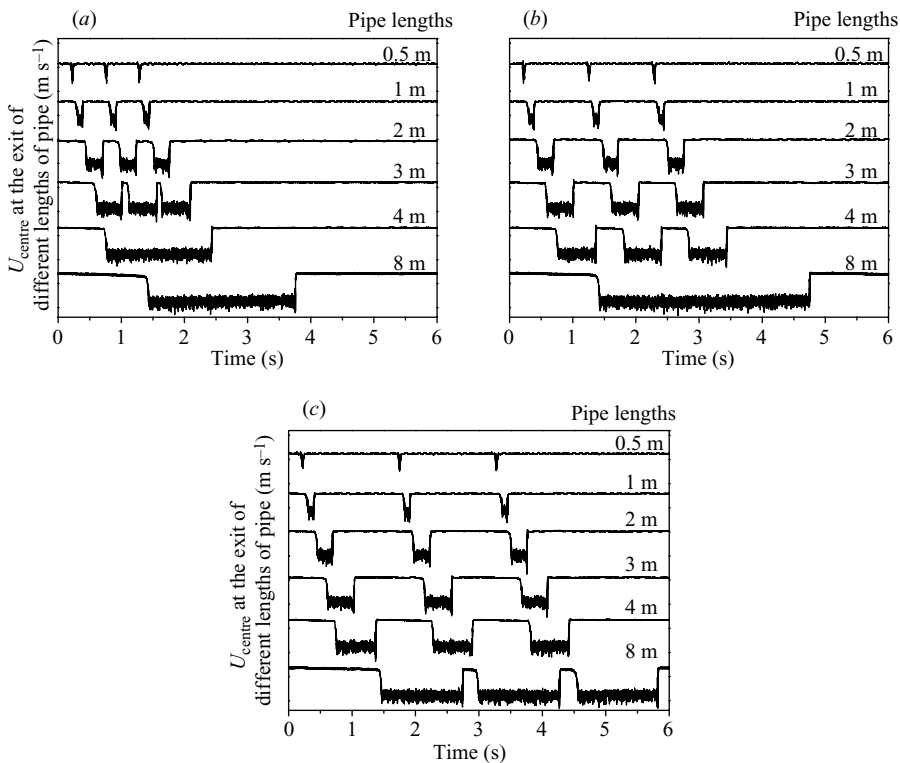 (a)
Pipe lengths
0.5 m
1 m
2 m
3 m
4 m
8 m
U centre at the exit of
different lengths of pipe (m s−1)
0 1 2 3 4 5 6
Time (s)
(b)
Pipe lengths
0.5 m
1 m
2 m
3 m
4 m
8 m
0 1 2 3 4 5 6
Time (s)
(c)
Pipe lengths
0.5 m
1 m
2 m
3 m
4 m
8 m
U centre at the exit of
different lengths of pipe (m s−1)
0 1 2 3 4 5 6
Time (s)